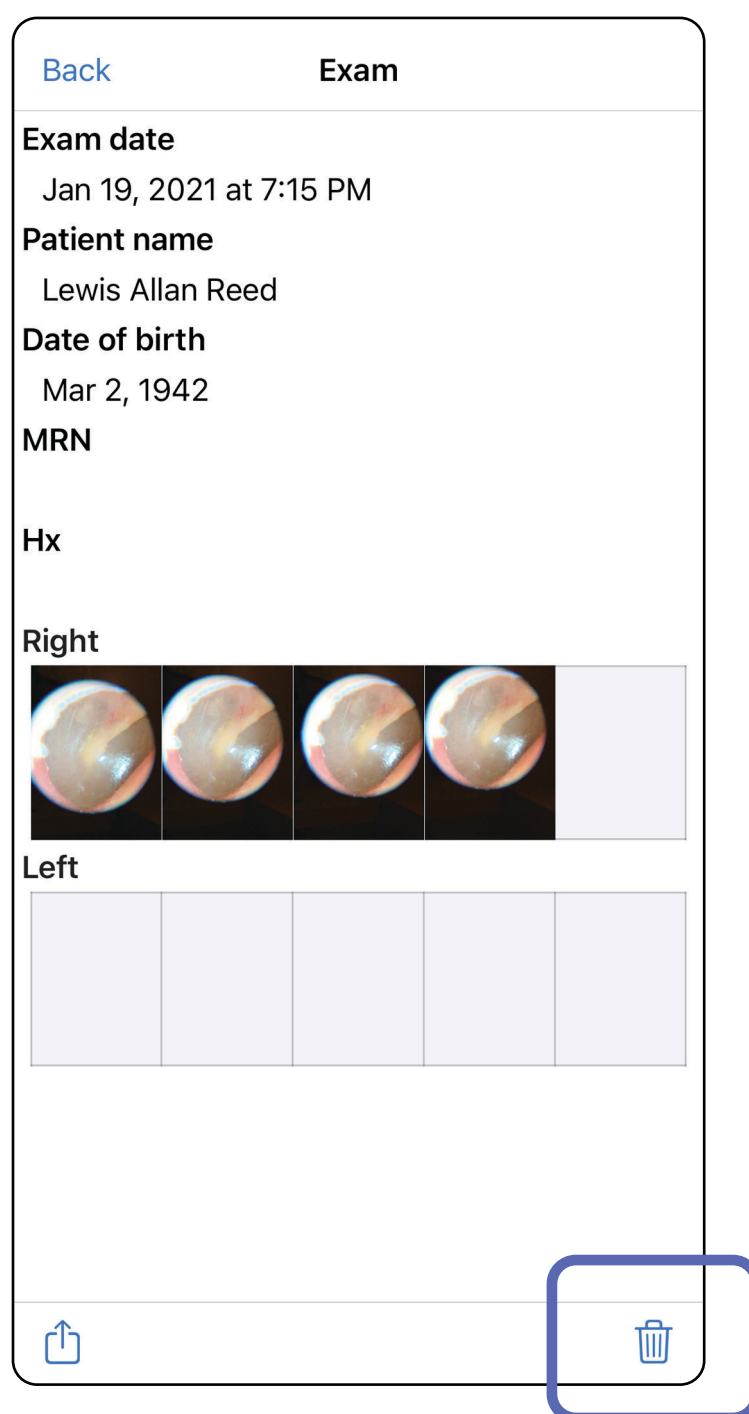 Back
Exam
Exam date
Jan 19, 2021 at 7:15 PM
Patient name
Lewis Allan Reed
Date of birth
Mar 2, 1942
MRN
Hx
Right
Left